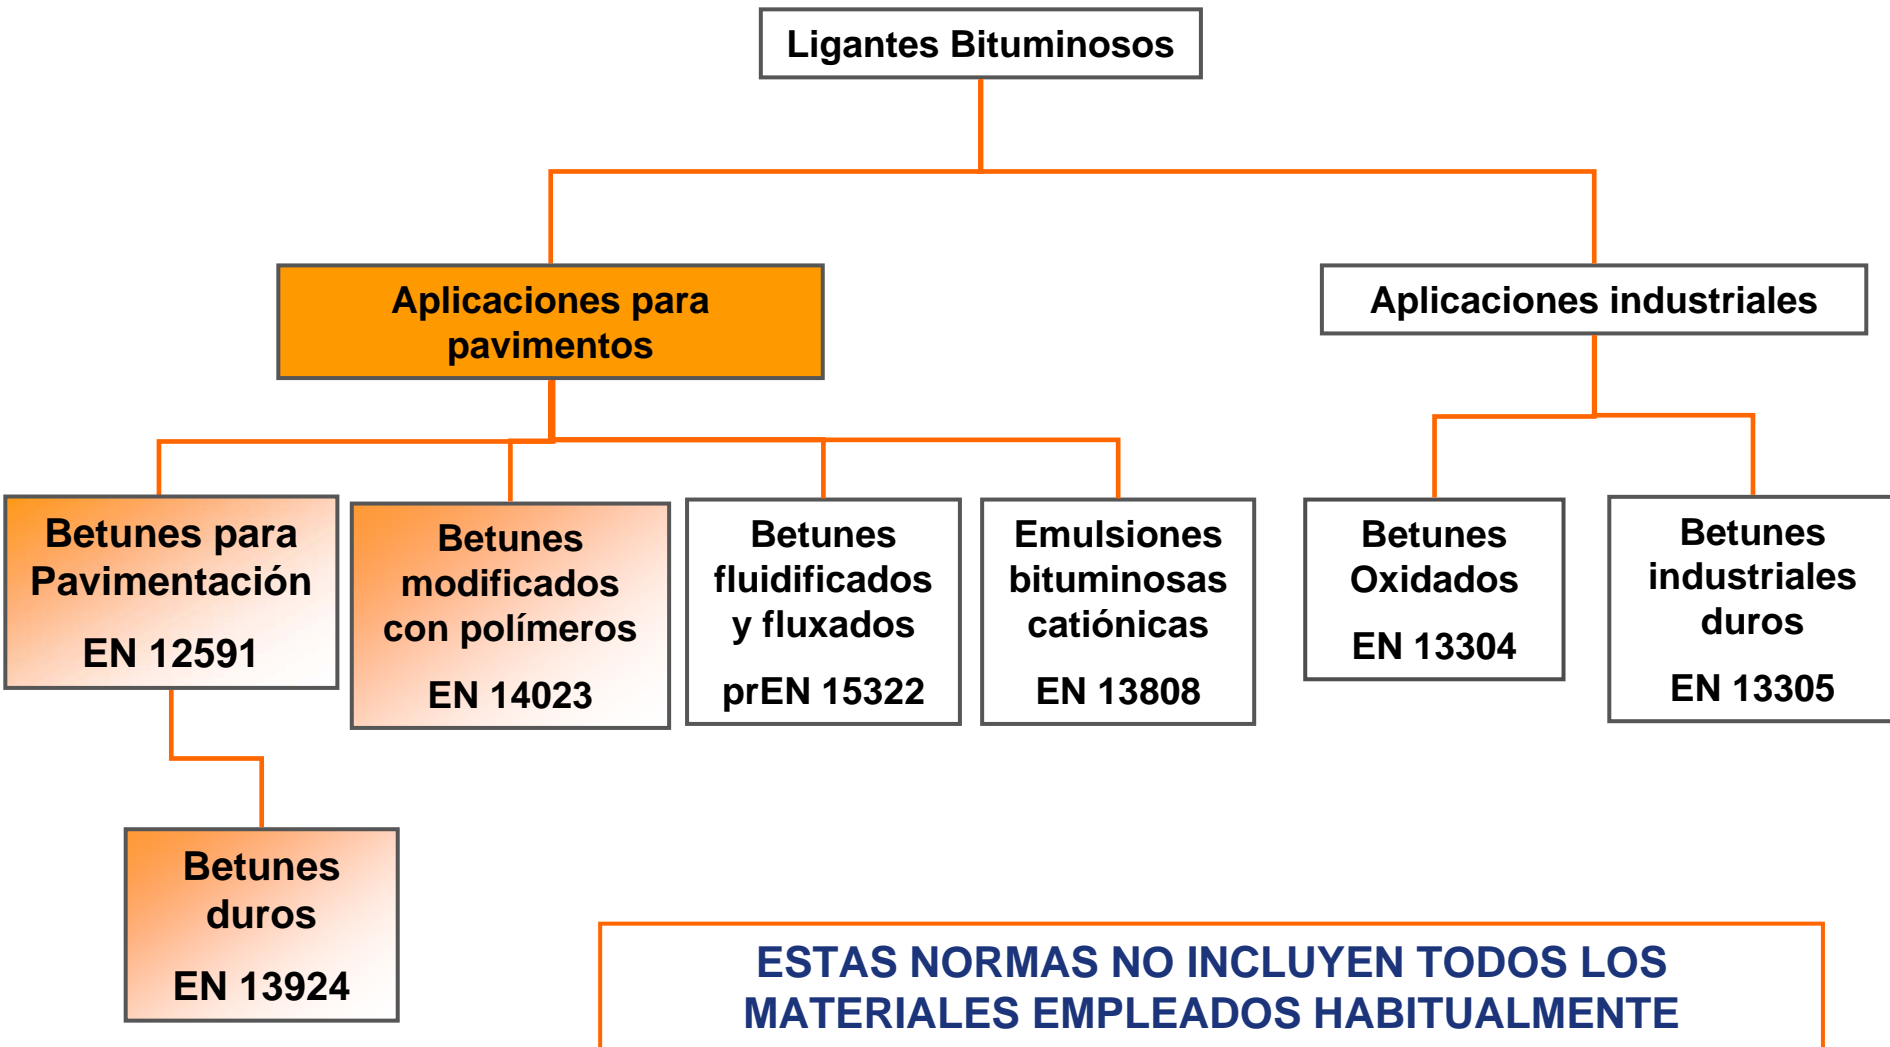 Ligantes Bituminosos
Aplicaciones para
pavimentos
Aplicaciones industriales
Betunes para
Pavimentación
EN 12591
Betunes
modificados
con polímeros
EN 14023
Betunes
fluidificados
y fluxados
prEN 15322
Emulsiones
bituminosas
catiónicas
EN 13808
Betunes
Oxidados
EN 13304
Betunes
industriales
duros
EN 13305
Betunes
duros
EN 13924
ESTAS NORMAS NO INCLUYEN TODOS LOS
MATERIALES EMPLEADOS HABITUALMENTE